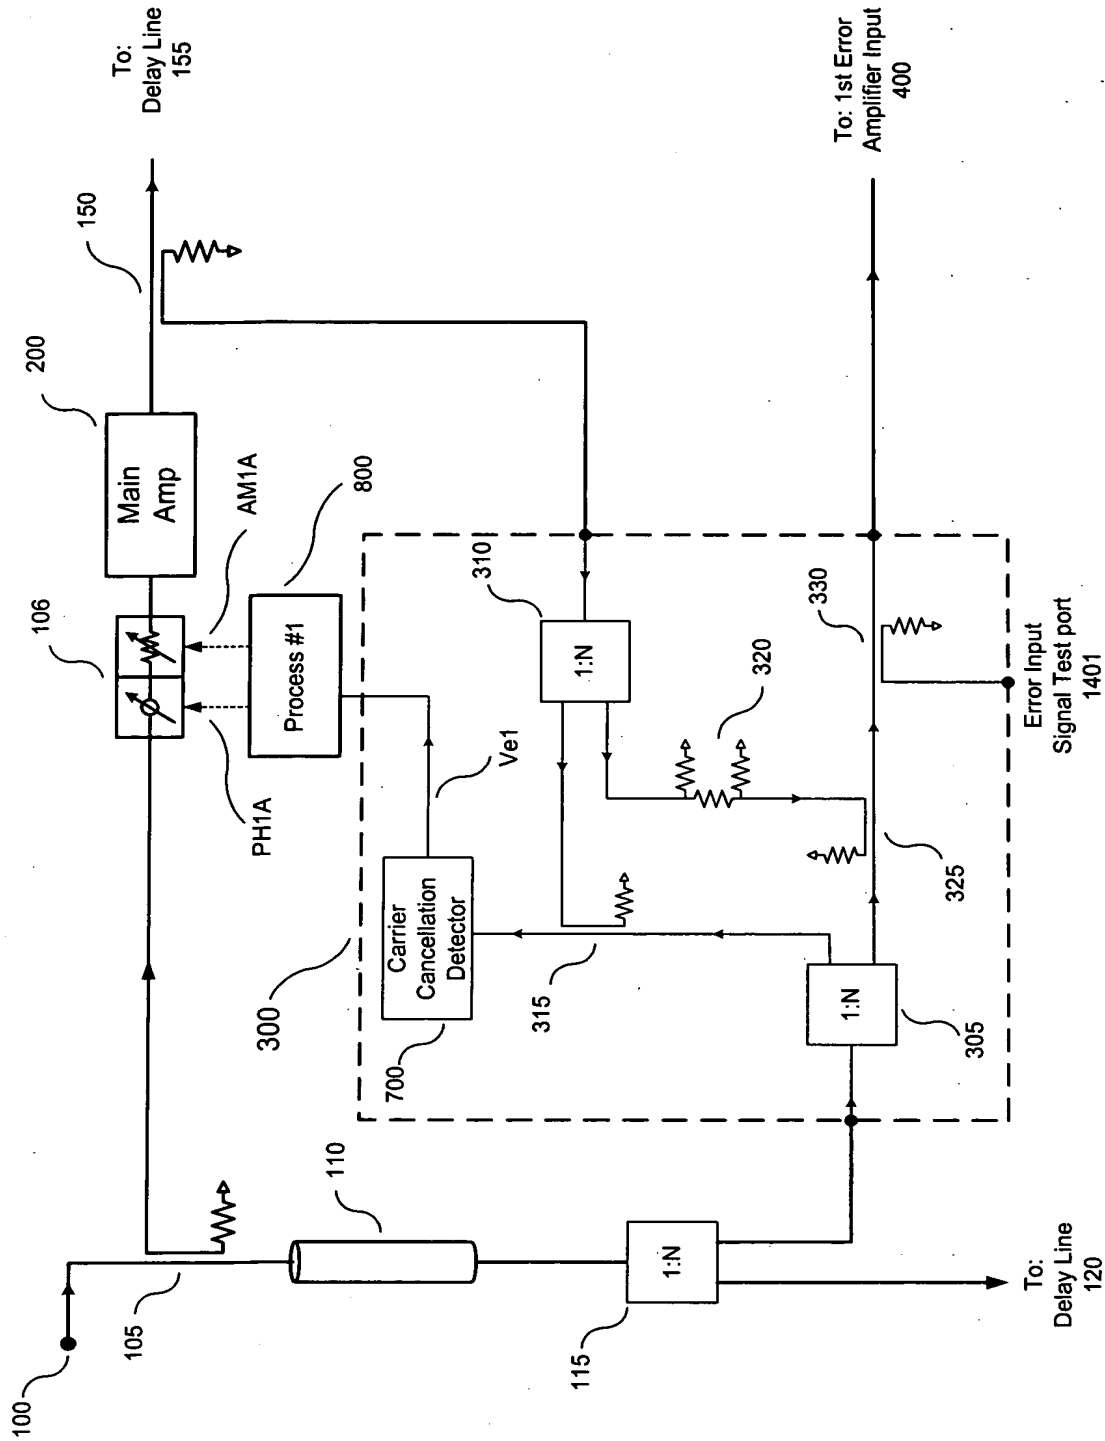 100
105
110
115
To:
Delay Line
120
106
PH1A
AM1A
Main
Amp
200
150
To:
Delay Line
155
Process #1
800
300
Carrier
Cancellation
Detector
700
Ve1
315
1:N
310
320
1:N
305
1:N
325
330
Error Input
Signal Test port
1401
To: 1st Error
Amplifier Input
400